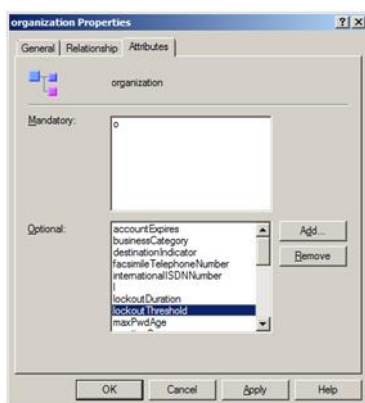 organization Properties
General
Relationship
Attributes
organization
Mandatory:
o
Optional:
accountExpires
businessCategory
destinationIndicator
facsimileTelephoneNumber
internationalISDNNumber
l
lockoutDuration
lockoutThreshold
maxPwdAge
Add...
Remove
OK
Cancel
Apply
Help